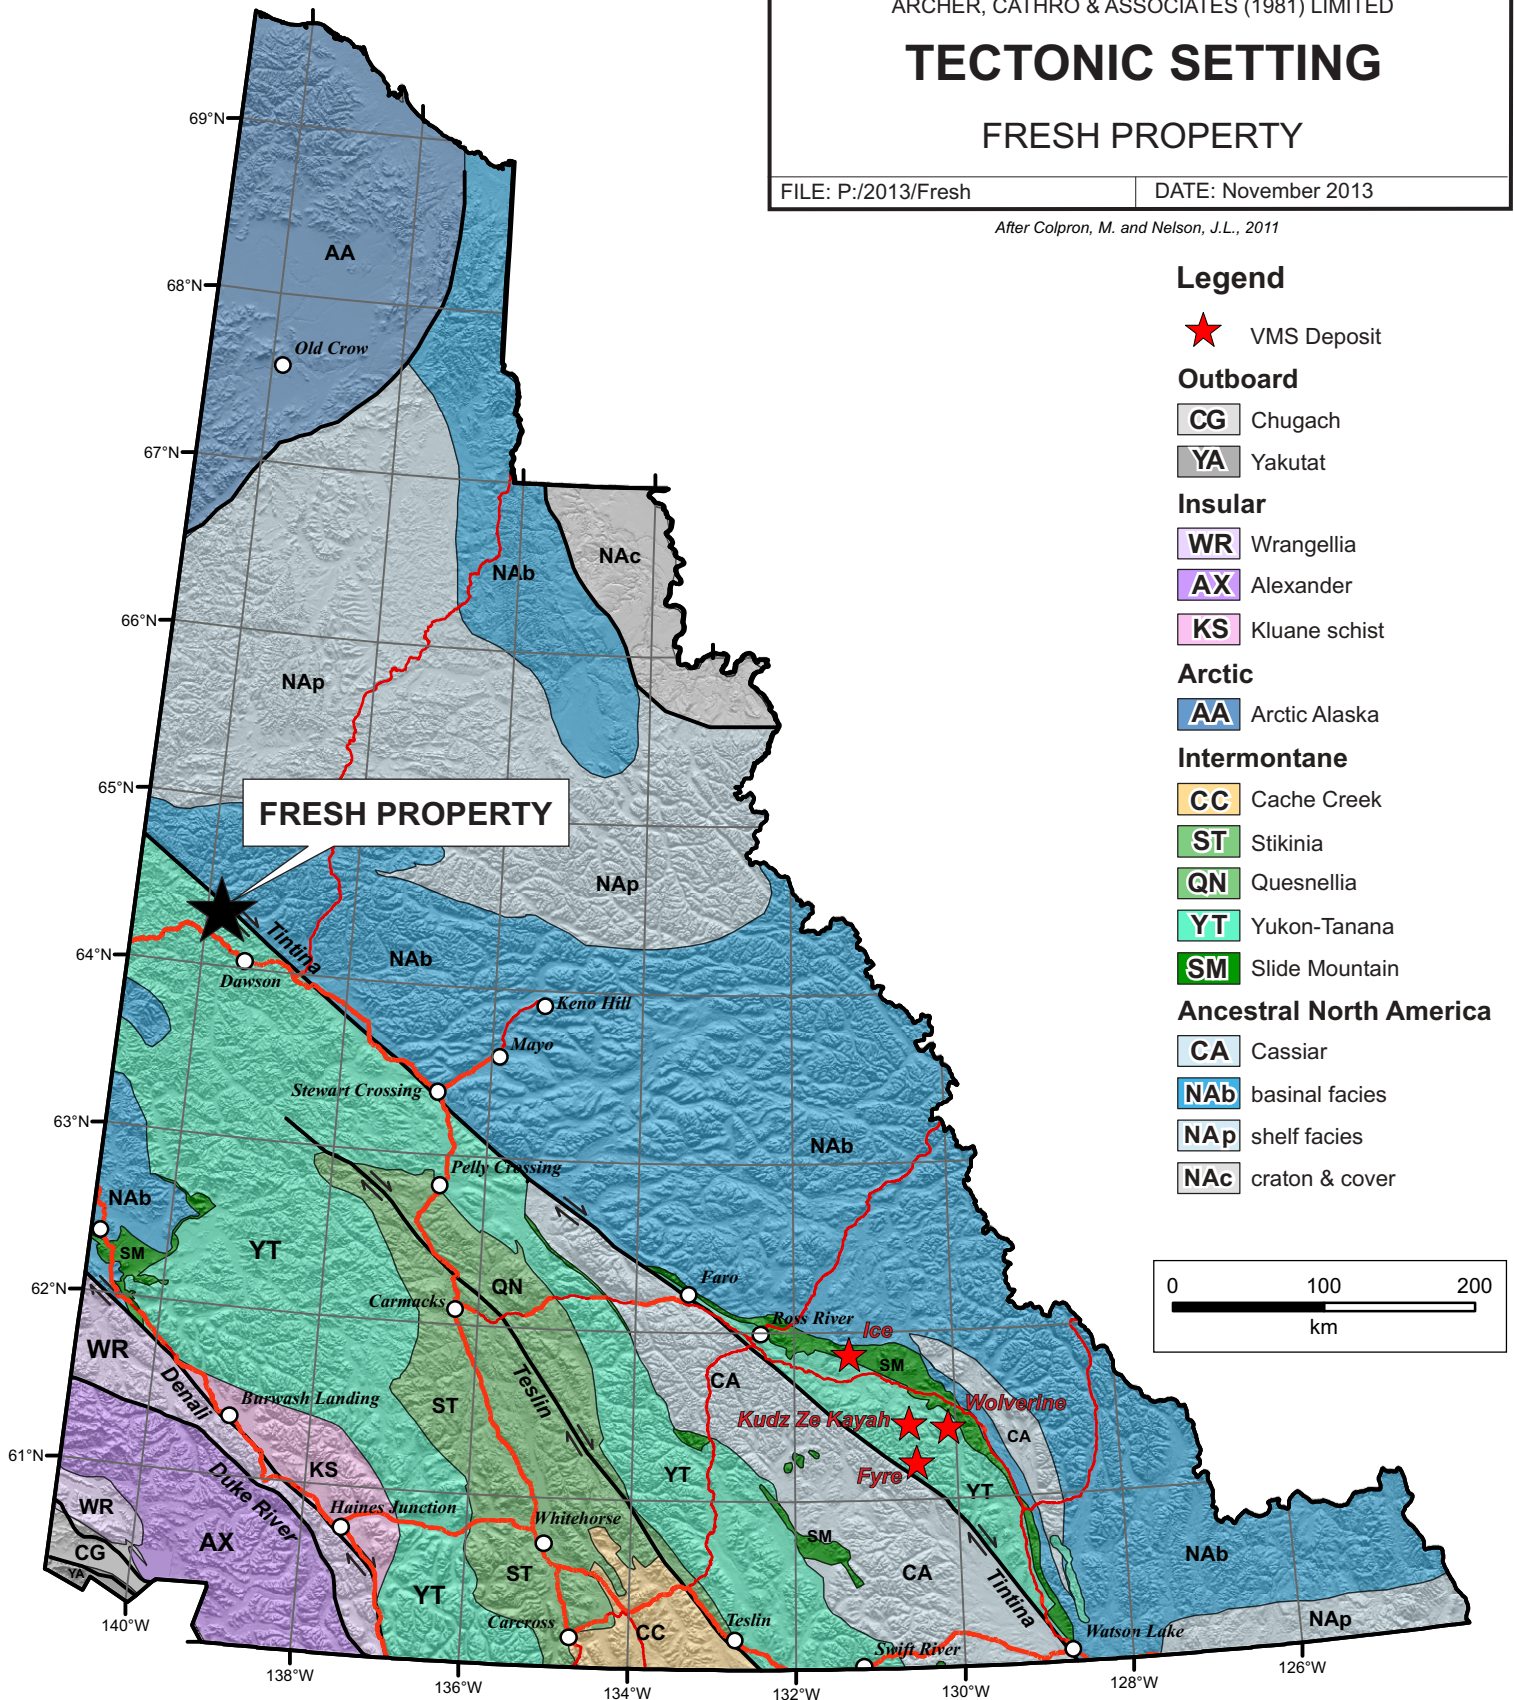 ARCHER, CATHRO & ASSOCIATES (1981) LIMITED
TECTONIC SETTING
FRESH PROPERTY
FILE: P:/2013/Fresh
DATE: November 2013
After Colpron, M. and Nelson, J.L., 2011
Legend
VMS Deposit
Outboard
CG Chugach
YA Yakutat
Insular
WR Wrangellia
AX Alexander
KS Kluane schist
Arctic
AA Arctic Alaska
Intermontane
CC Cache Creek
ST Stikinia
QN Quesnellia
YT Yukon-Tanana
SM Slide Mountain
Ancestral North America
CA Cassiar
NAb basinal facies
NAp shelf facies
NAc craton & cover
0 100 200
km
69°N
AA
68°N
Old Crow
67°N
NAc
NAb
66°N
NAp
65°N
FRESH PROPERTY
NAp
Tintina
64°N
NAb
Dawson
Keno Hill
Mayo
Stewart Crossing
63°N
NAb
Pelly Crossing
NAb
YT
SM
62°N
QN
Faro
Carmacks
Ross River
Ice
WR
SM
Denali
Teslin
CA
Burwash Landing
ST
Wolverine
Kudz Ze Kayah
CA
61°N
KS
YT
Fyre
Duke River
YT
WR
Haines Junction
Whitehorse
SM
AX
CG
NAb
YA
ST
CA
YT
Tintina
140°W
Carcross
Teslin
NAp
CC
Watson Lake
Swift River
138°W
136°W
134°W
132°W
130°W
128°W
126°W